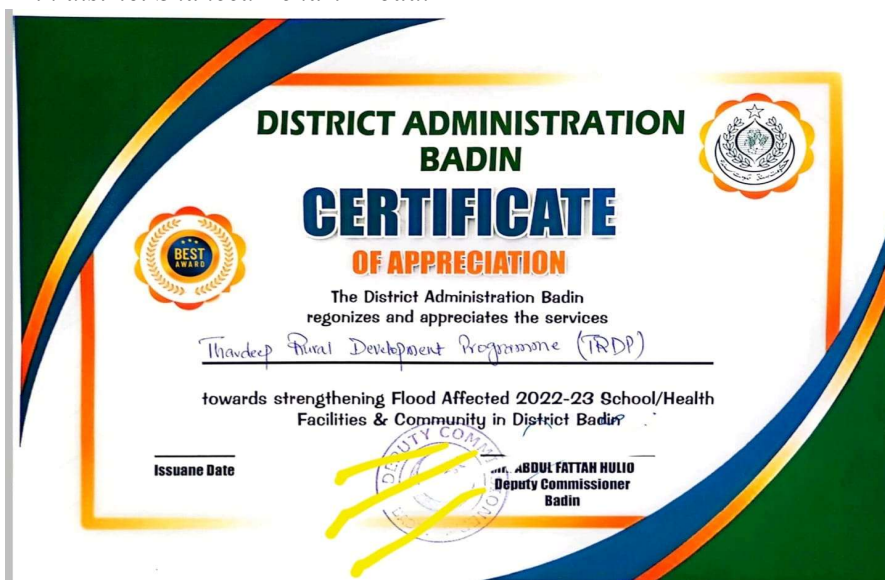 DISTRICT ADMINISTRATION
BADIN
CERTIFICATE
OF APPRECIATION
BEST
AWARD
The District Administration Badin
regonizes and appreciates the services
Thardeep Rural Development Programme (TRDP)
towards strengthening Flood Affected 2022-23 School/Health
Facilities & Community in District Badin
Issuane Date
ABDUL FATTAH HULIO
Deputy Commissioner
Badin
DEPUTY COMMISSIONER